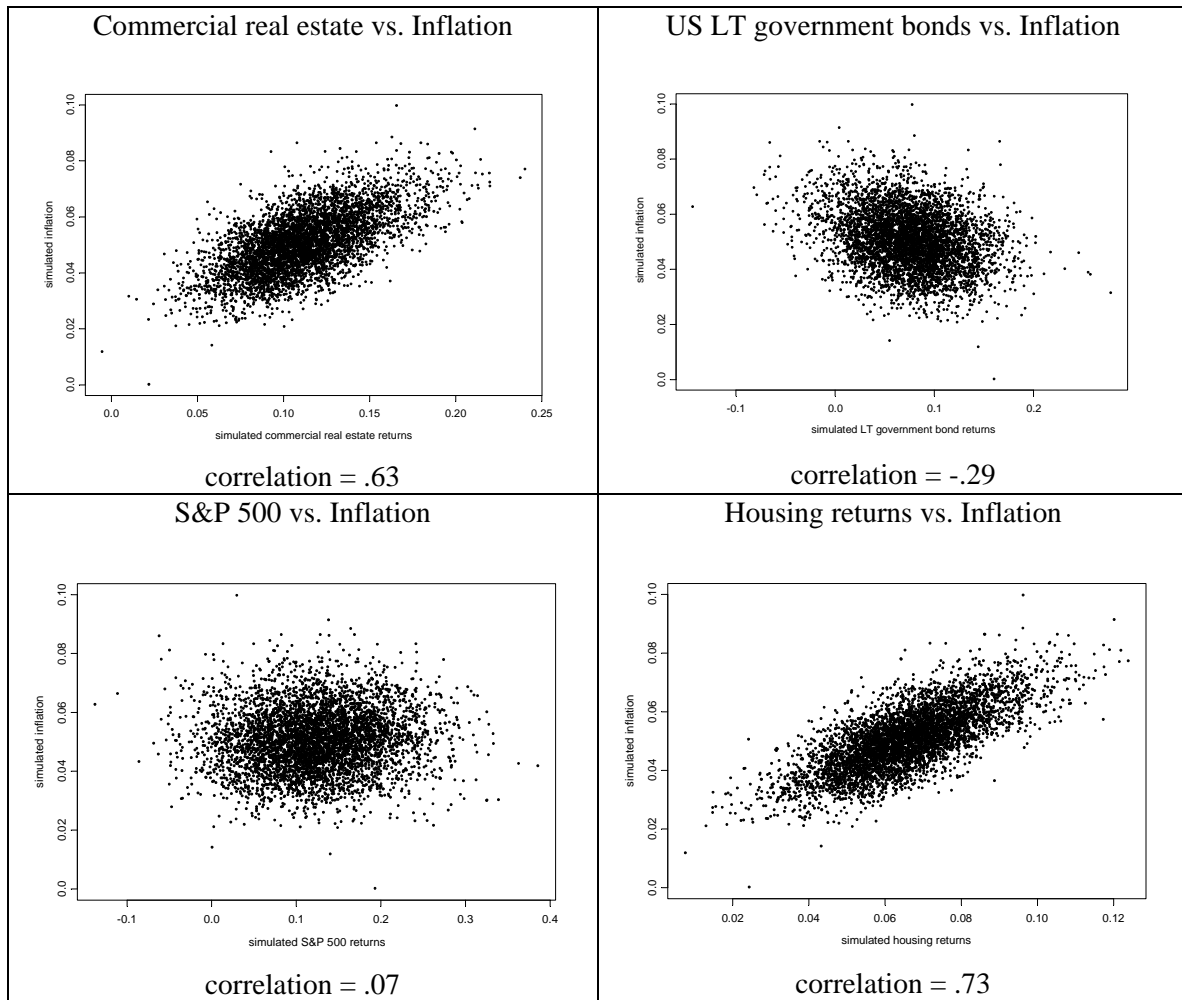 Commercial real estate vs. Inflation
simulated inflation
0.10
0.08
0.06
0.04
0.02
0.0
0.0 0.05 0.10 0.15 0.20 0.25
simulated commercial real estate returns
correlation = .63
US LT government bonds vs. Inflation
simulated inflation
0.10
0.08
0.06
0.04
0.02
0.0
-0.1 0.0 0.1 0.2
simulated LT government bond returns
correlation = -.29
S&P 500 vs. Inflation
simulated inflation
0.10
0.08
0.06
0.04
0.02
0.0
-0.1 0.0 0.1 0.2 0.3 0.4
simulated S&P 500 returns
correlation = .07
Housing returns vs. Inflation
simulated inflation
0.10
0.08
0.06
0.04
0.02
0.0
0.02 0.04 0.06 0.08 0.10 0.12
simulated housing returns
correlation = .73